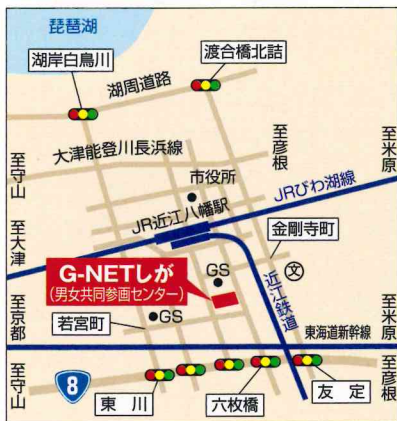 琵琶湖
湖岸白鳥川
渡合橋北詰
湖周道路
至守山
大津能登川長浜線
至彦根
至米原
市役所
JRびわ湖線
JR近江八幡駅
至大津
金剛寺町
G-NETしが
(男女共同参画センター)
GS
文
近江鉄道
至京都
若宮町
GS
東海道新幹線
至米原
至守山
8
東川
六枚橋
友定
至彦根